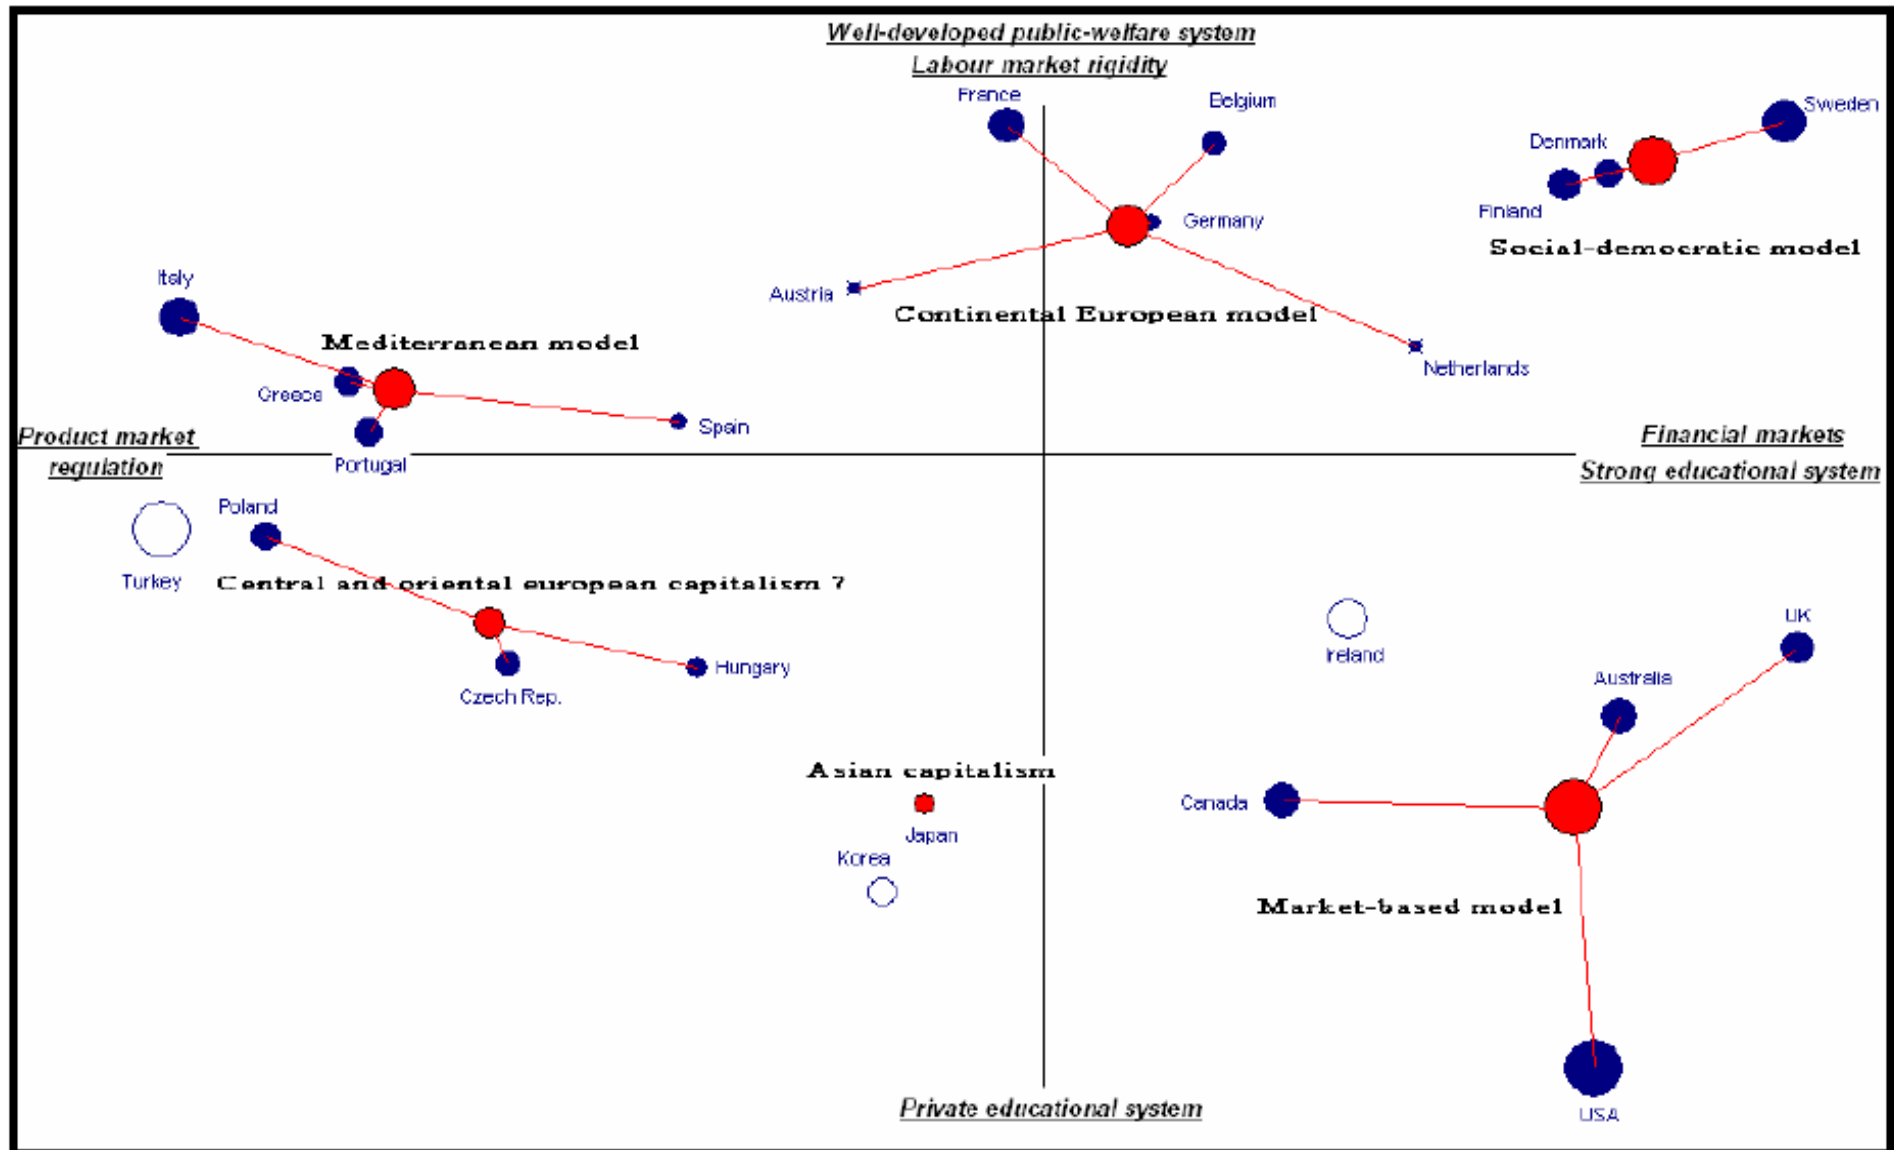 Well-developed public-welfare system
Labour market rigidity
France
Belgium
Sweden
Denmark
Finland
Germany
Social-democratic model
Italy
Austria
Continental European model
Mediterranean model
Netherlands
Greece
Spain
Product market
regulation
Portugal
Financial markets
Strong educational system
Poland
Turkey
Central and oriental european capitalism ?
Ireland
UK
Hungary
Czech Rep.
Australia
Asian capitalism
Canada
Japan
Korea
Market-based model
Private educational system
USA